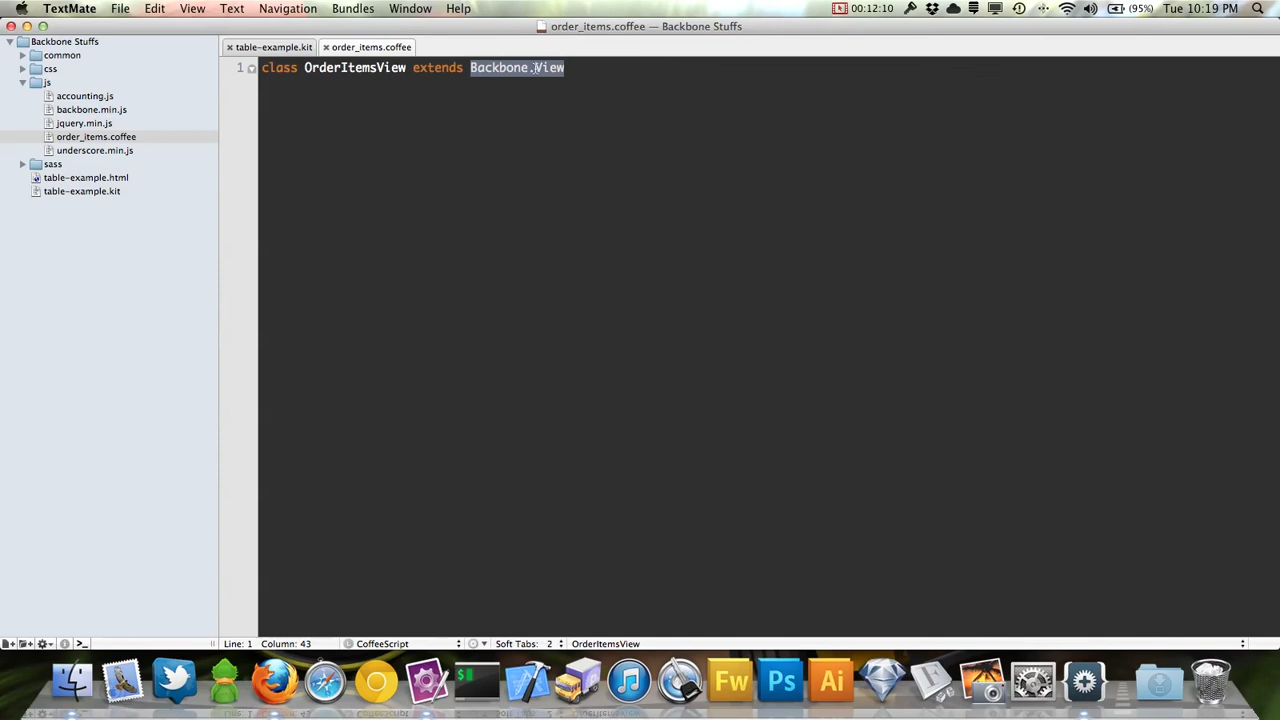 TextMate File Edit View Text Navigation Bundles Window Help 00:12:10 (95%) Tue 10:19 PM
order_items.coffee — Backbone Stuffs
Backbone Stuffs
common
css
js
accounting.js
backbone.min.js
jquery.min.js
order_items.coffee
underscore.min.js
sass
table-example.html
table-example.kit
table-example.kit order_items.coffee
1 class OrderItemsView extends Backbone.View
Line: 1 Column: 43 CoffeeScript Soft Tabs: 2 OrderItemsView
$
Fw Ps Ai